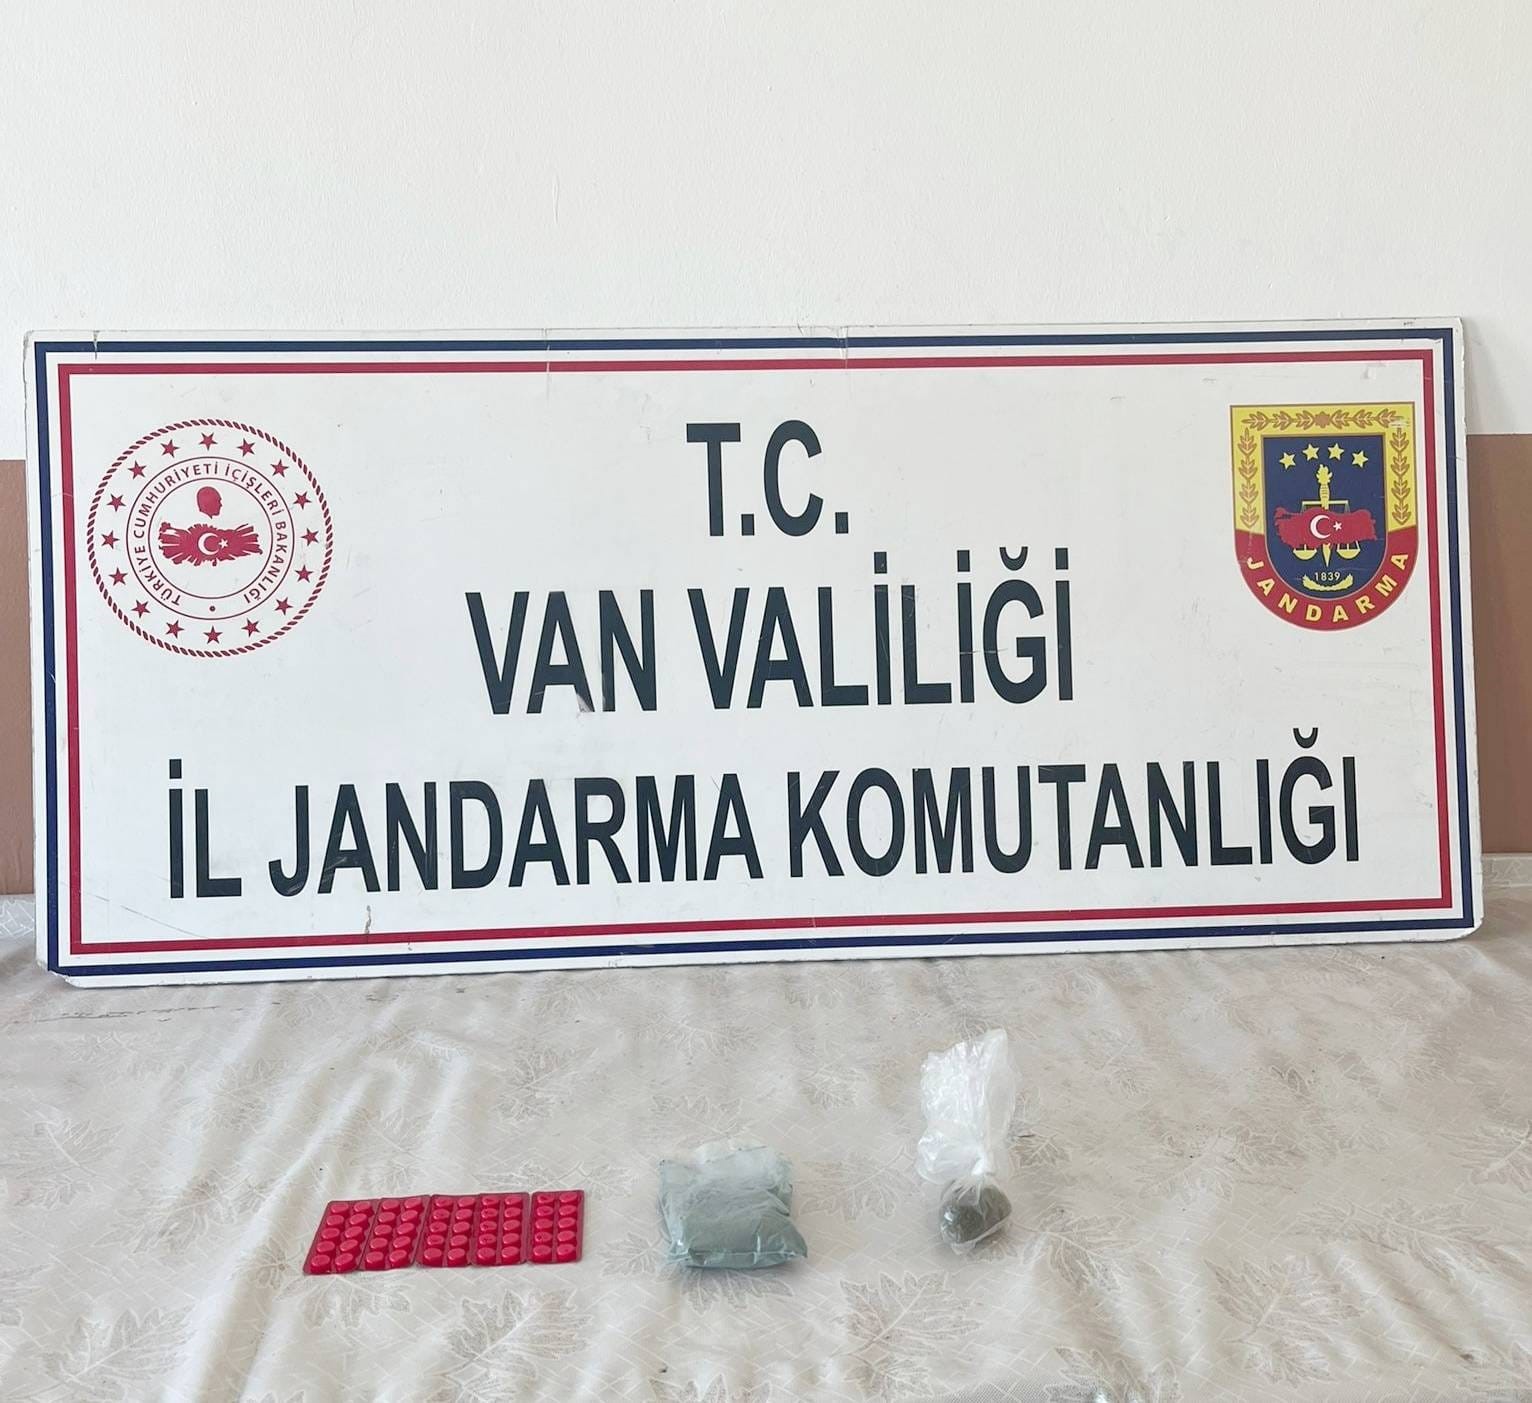 T.C.
VAN VALİLİĞİ
İL JANDARMA KOMUTANLIĞI
TÜRKİYE CUMHURİYETİ İÇİŞLERİ BAKANLIĞI
1839
JANDARMA